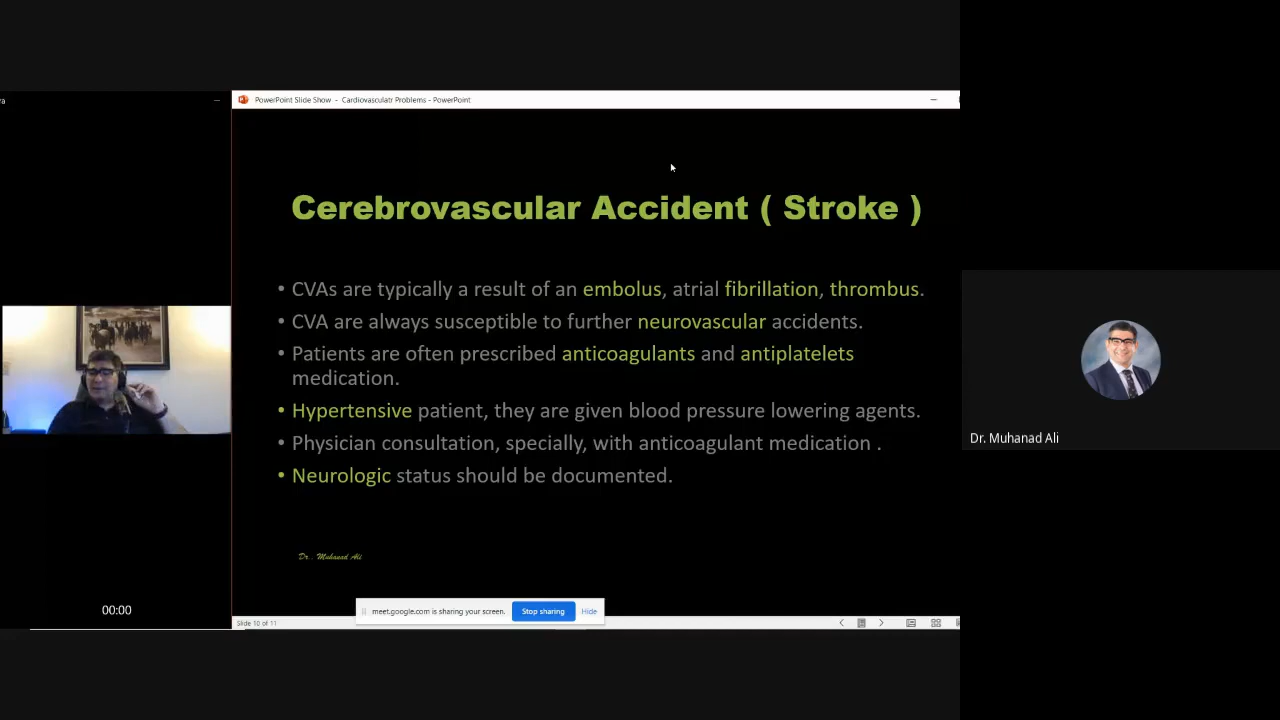 ra
PowerPoint Slide Show - Cardiovasculatr Problems - PowerPoint
Cerebrovascular Accident ( Stroke )
• CVAs are typically a result of an embolus, atrial fibrillation, thrombus.
• CVA are always susceptible to further neurovascular accidents.
• Patients are often prescribed anticoagulants and antiplatelets
medication.
• Hypertensive patient, they are given blood pressure lowering agents.
• Physician consultation, specially, with anticoagulant medication .
• Neurologic status should be documented.
Dr.. Muhanad Ali
00:00
meet.google.com is sharing your screen. Stop sharing Hide
Slide 10 of 11
Dr. Muhanad Ali